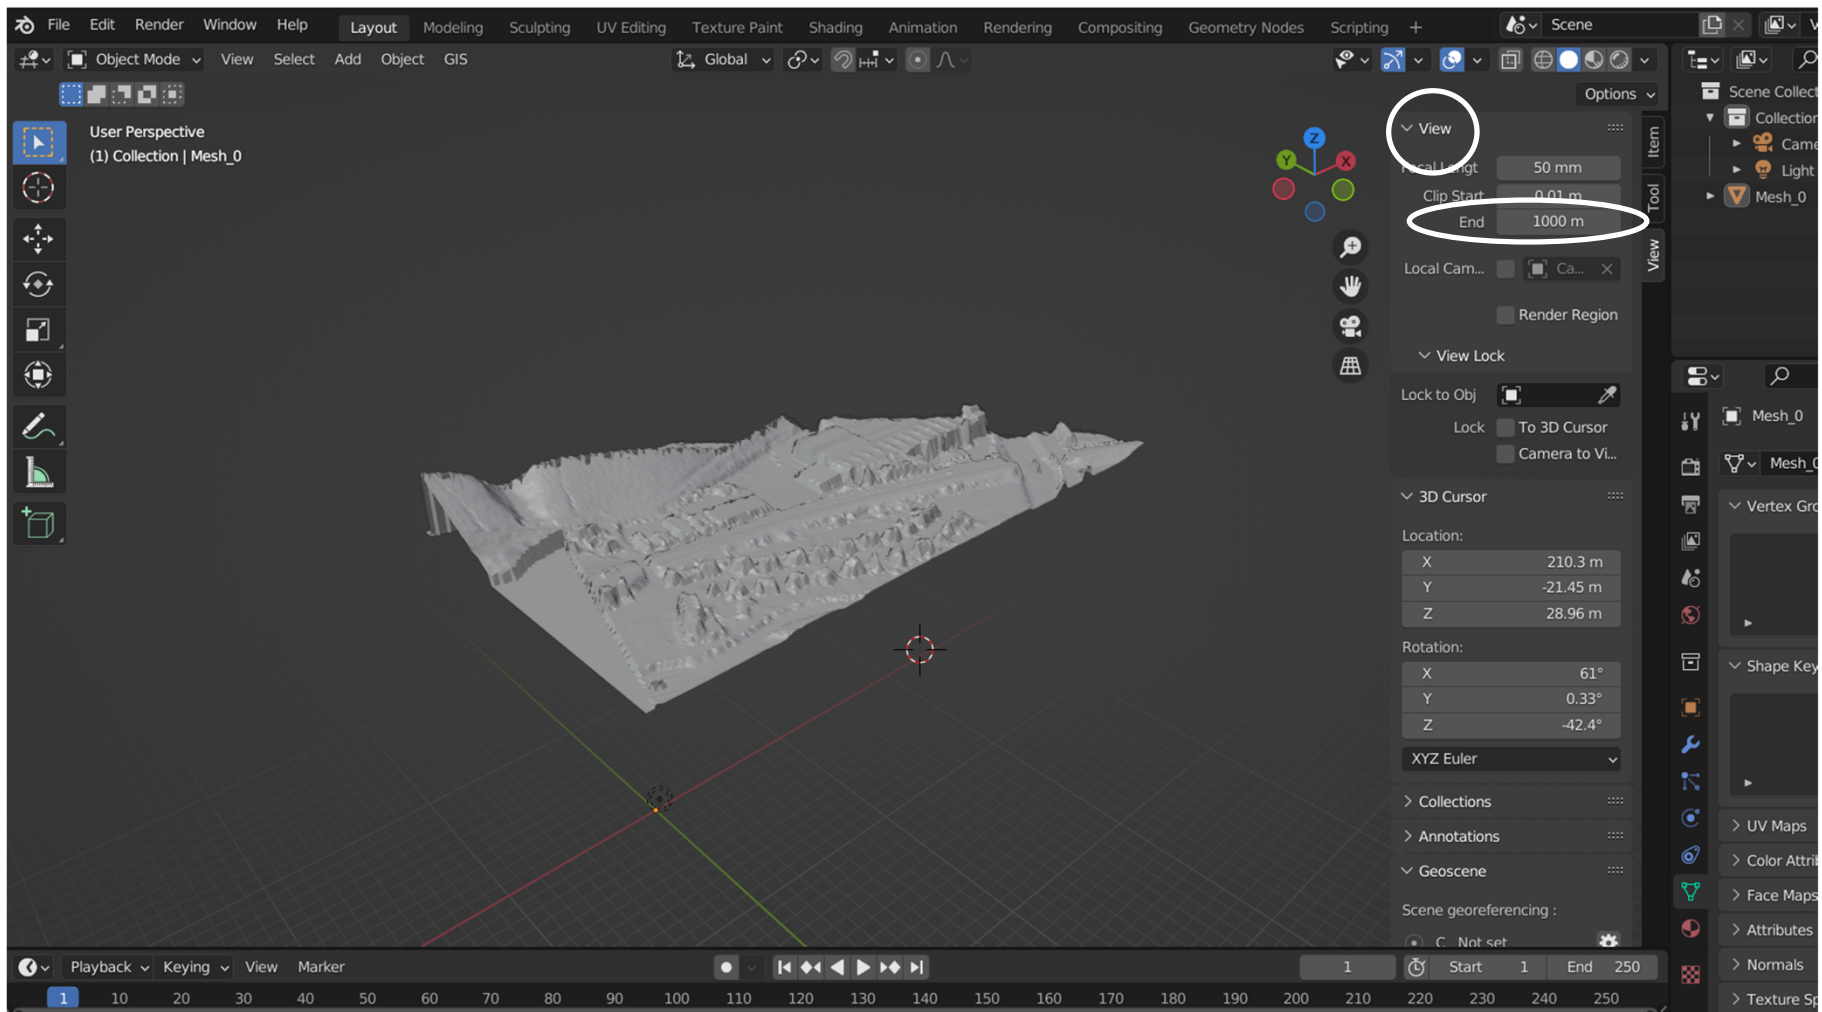 File Edit Render Window Help Layout Modeling Sculpting UV Editing Texture Paint Shading Animation Rendering Compositing Geometry Nodes Scripting + Scene
Object Mode View Select Add Object GIS Global
Options
User Perspective
(1) Collection | Mesh_0
Z
Y
X
View
Focal Lengt 50 mm
Clip Start 0.01 m
End 1000 m
Local Cam... Ca...
Render Region
View Lock
Lock to Obj
Lock To 3D Cursor
Camera to Vi...
3D Cursor
Location:
X 210.3 m
Y -21.45 m
Z 28.96 m
Rotation:
X 61°
Y 0.33°
Z -42.4°
XYZ Euler
Collections
Annotations
Geoscene
Scene georeferencing :
C Not set
Item
Tool
View
Scene Collect
Collection
Came
Light
Mesh_0
Mesh_0
Mesh_0
Vertex Gro
Shape Key
UV Maps
Color Attri
Face Maps
Attributes
Normals
Texture Sp
Playback Keying View Marker 1 Start 1 End 250
1 10 20 30 40 50 60 70 80 90 100 110 120 130 140 150 160 170 180 190 200 210 220 230 240 250